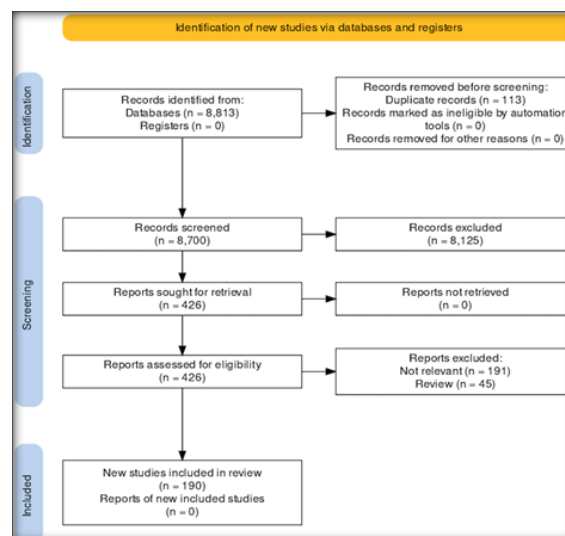 Identification of new studies via databases and registers
Identification
Records identified from:
Databases (n = 8,813)
Registers (n = 0)
Records removed before screening:
Duplicate records (n = 113)
Records marked as ineligible by automation
tools (n = 0)
Records removed for other reasons (n = 0)
Screening
Records screened
(n = 8,700)
Records excluded
(n = 8,125)
Reports sought for retrieval
(n = 426)
Reports not retrieved
(n = 0)
Reports assessed for eligibility
(n = 426)
Reports excluded:
Not relevant (n = 191)
Review (n = 45)
Included
New studies included in review
(n = 190)
Reports of new included studies
(n = 0)